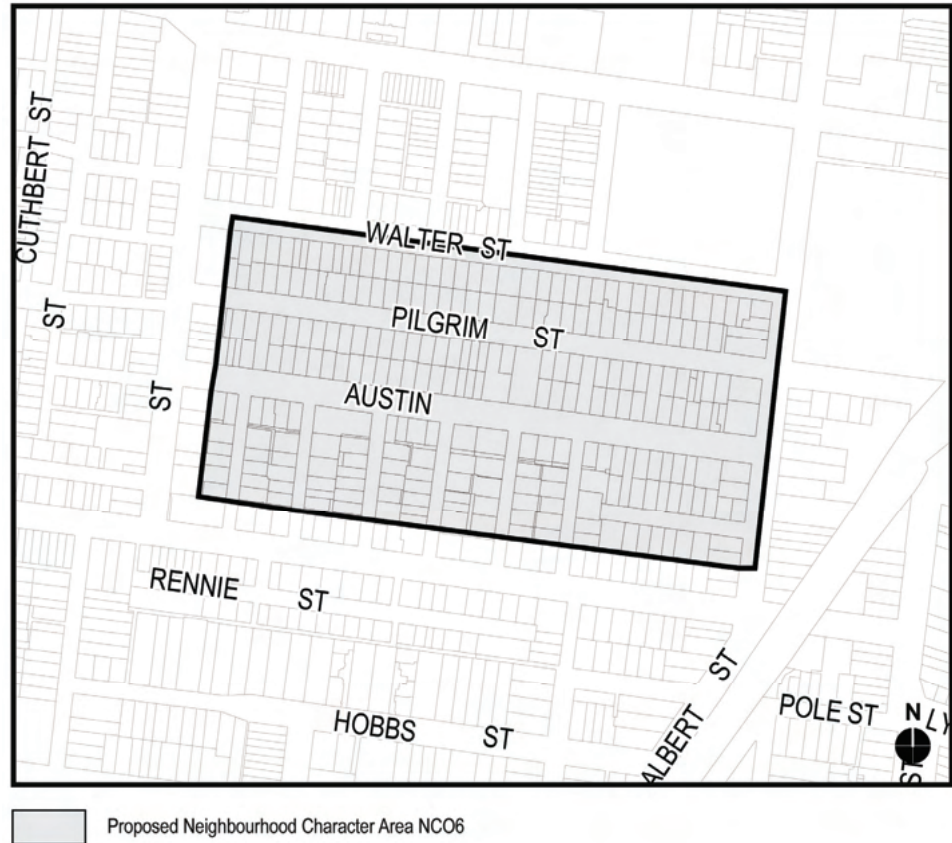 CUTHBERT ST
ST
ST
WALTER ST
PILGRIM ST
AUSTIN
RENNIE ST
HOBBS ST
ALBERT ST
POLE ST
N
ST
Proposed Neighbourhood Character Area NCO6